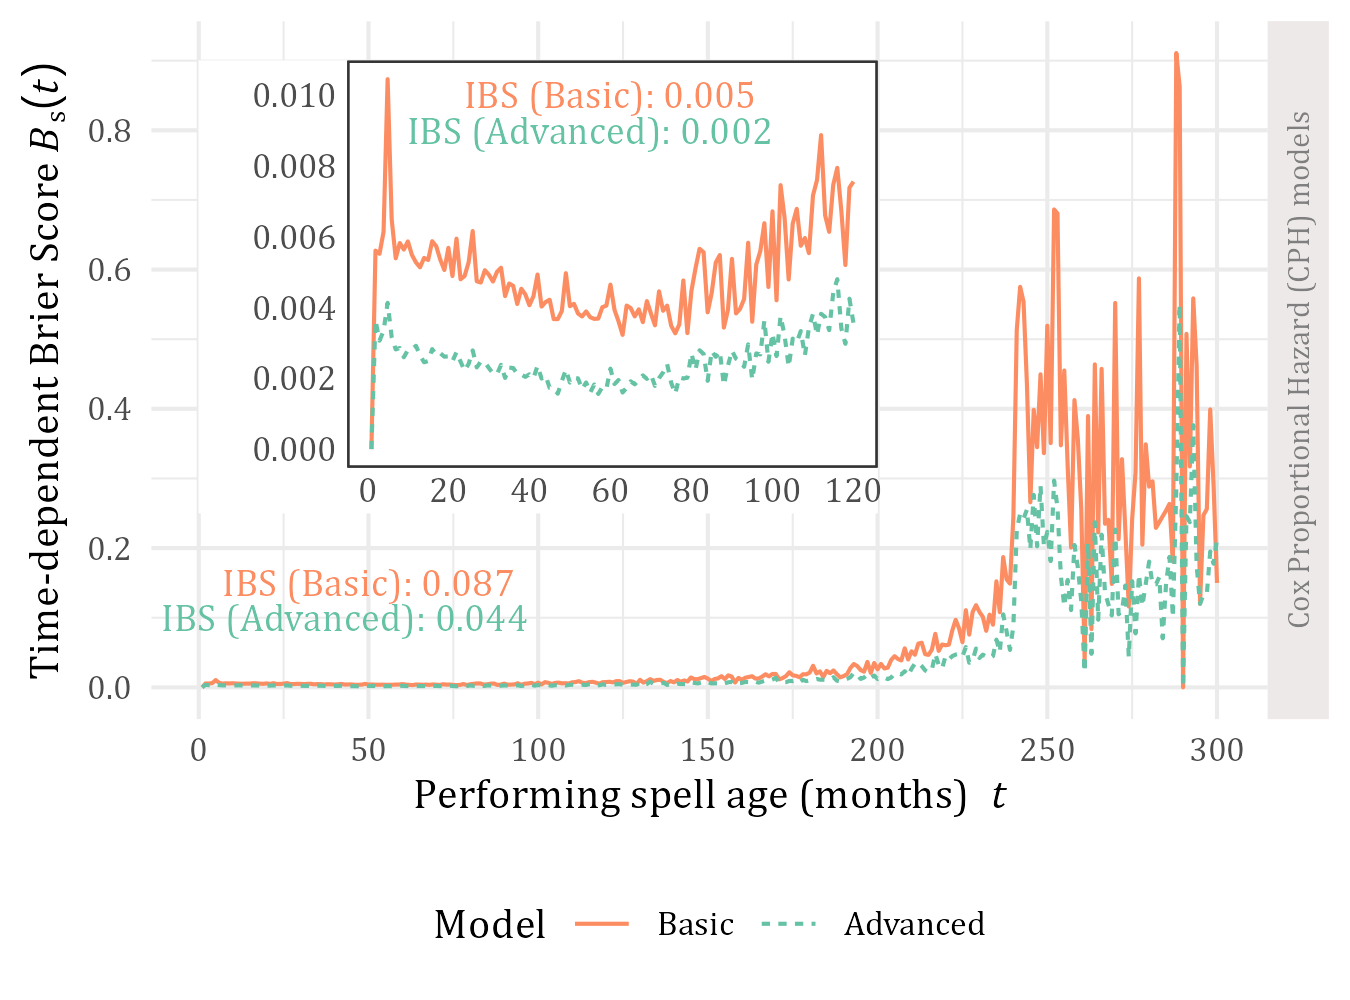 Time-dependent Brier Score Bs(t)
0.8
0.6
0.4
0.2
0.0
0.010
0.008
0.006
0.004
0.002
0.000
IBS (Basic): 0.005
IBS (Advanced): 0.002
0 20 40 60 80 100 120
IBS (Basic): 0.087
IBS (Advanced): 0.044
Cox Proportional Hazard (CPH) models
0 50 100 150 200 250 300
Performing spell age (months) t
Model Basic Advanced